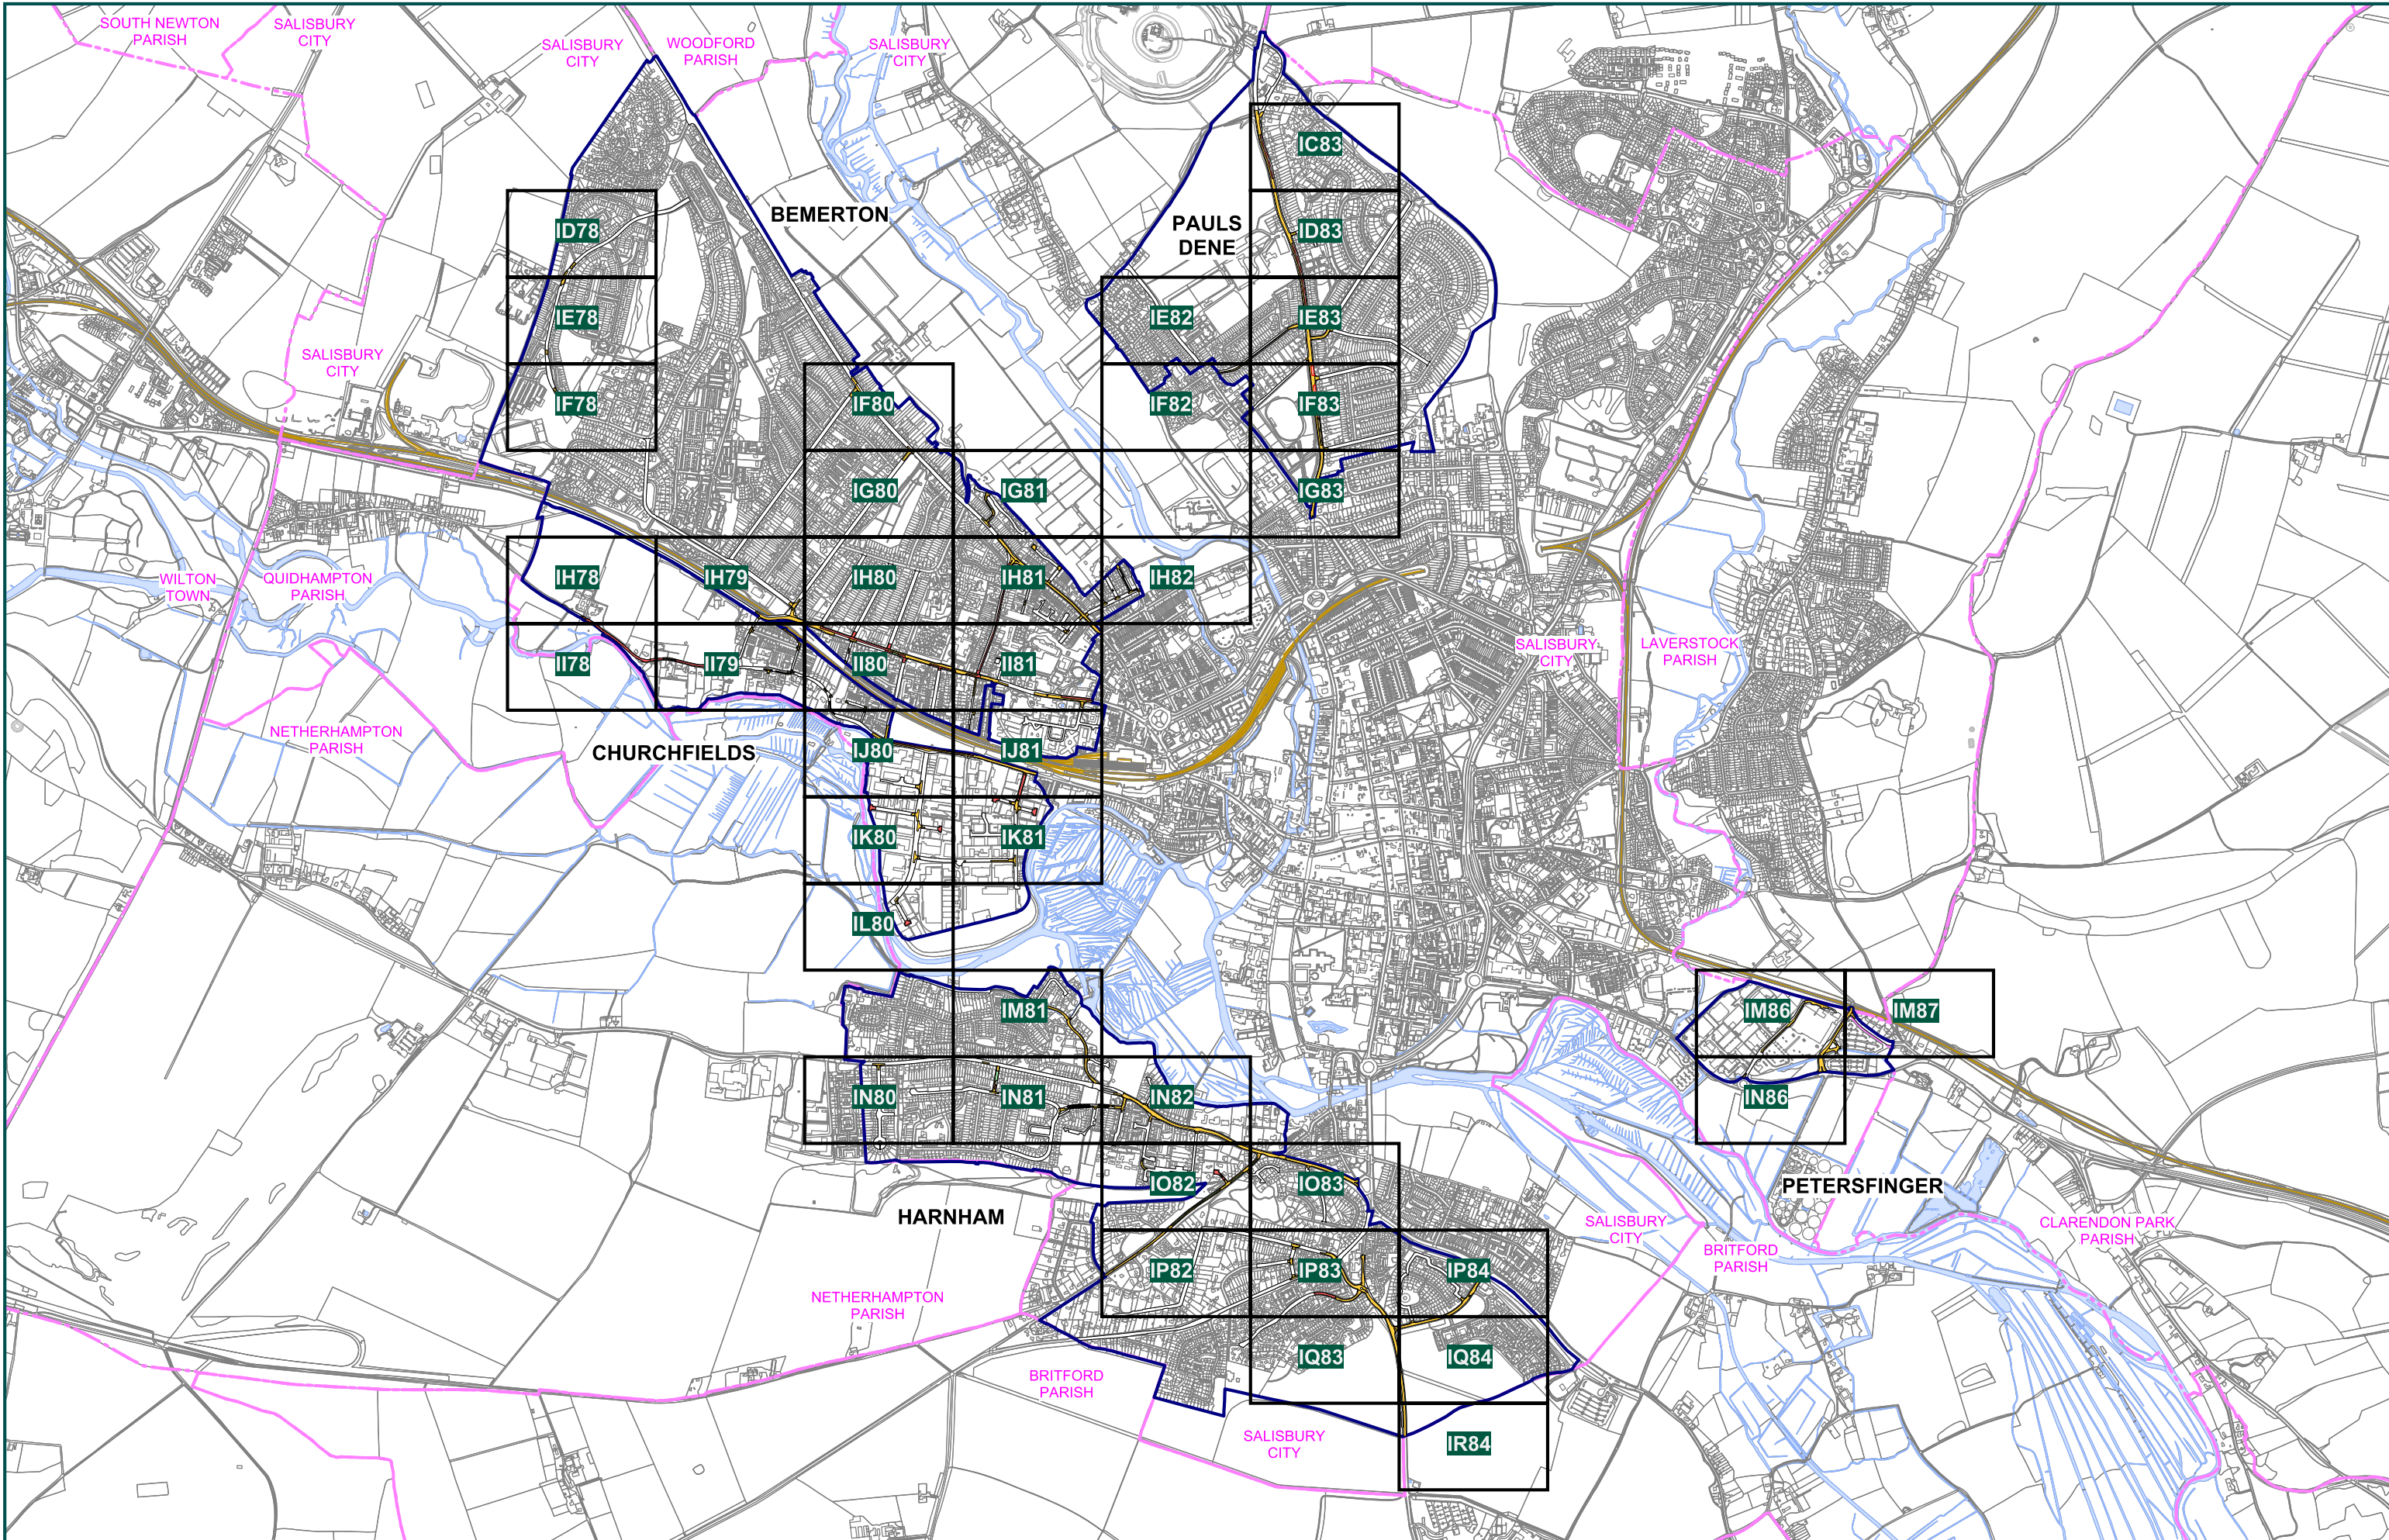 SOUTH NEWTON
PARISH
SALISBURY
CITY
SALISBURY
CITY
WOODFORD
PARISH
SALISBURY
CITY
IC83
BEMERTON
PAULS
DENE
ID78
ID83
IE78
IE82
IE83
SALISBURY
CITY
IF78
IF80
IF82
IF83
IG80
IG81
IG83
WILTON
TOWN
QUIDHAMPTON
PARISH
IH78
IH79
IH80
IH81
IH82
II78
II79
II80
II81
SALISBURY
CITY
LAVERSTOCK
PARISH
NETHERHAMPTON
PARISH
CHURCHFIELDS
IJ80
IJ81
IK80
IK81
IL80
IM81
IM86
IM87
IN80
IN81
IN82
IN86
IO82
IO83
PETERSFINGER
HARNHAM
SALISBURY
CITY
BRITFORD
PARISH
CLARENDON PARK
PARISH
IP82
IP83
IP84
NETHERHAMPTON
PARISH
IQ83
IQ84
BRITFORD
PARISH
SALISBURY
CITY
IR84